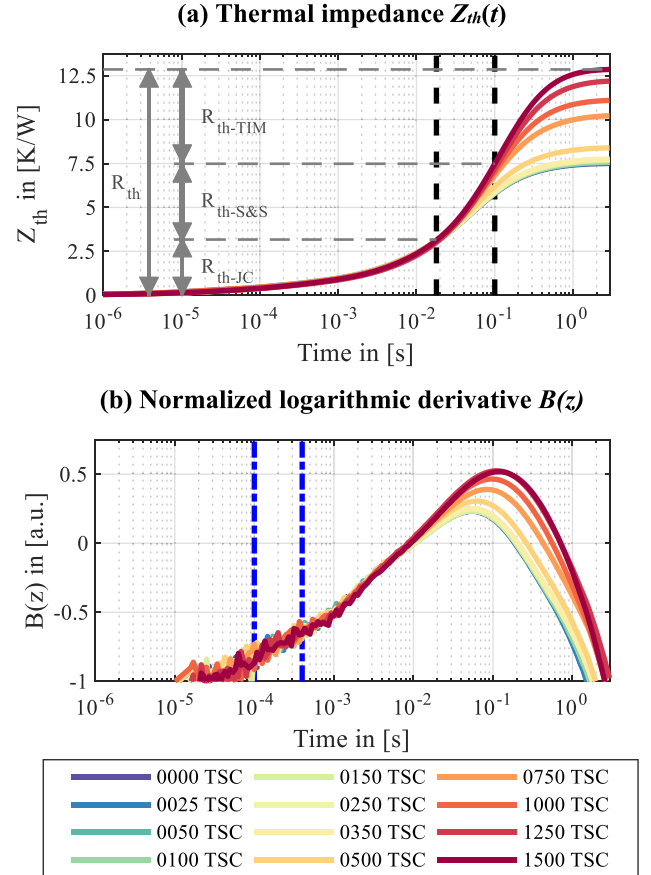 (a) Thermal impedance Zth(t)
Zth in [K/W]
12.5
10
7.5
5
2.5
0
Rth
Rth-TIM
Rth-S&S
Rth-JC
10-6 10-5 10-4 10-3 10-2 10-1 100
Time in [s]
(b) Normalized logarithmic derivative B(z)
B(z) in [a.u.]
0.5
0
-0.5
-1
10-6 10-5 10-4 10-3 10-2 10-1 100
Time in [s]
0000 TSC 0150 TSC 0750 TSC
0025 TSC 0250 TSC 1000 TSC
0050 TSC 0350 TSC 1250 TSC
0100 TSC 0500 TSC 1500 TSC